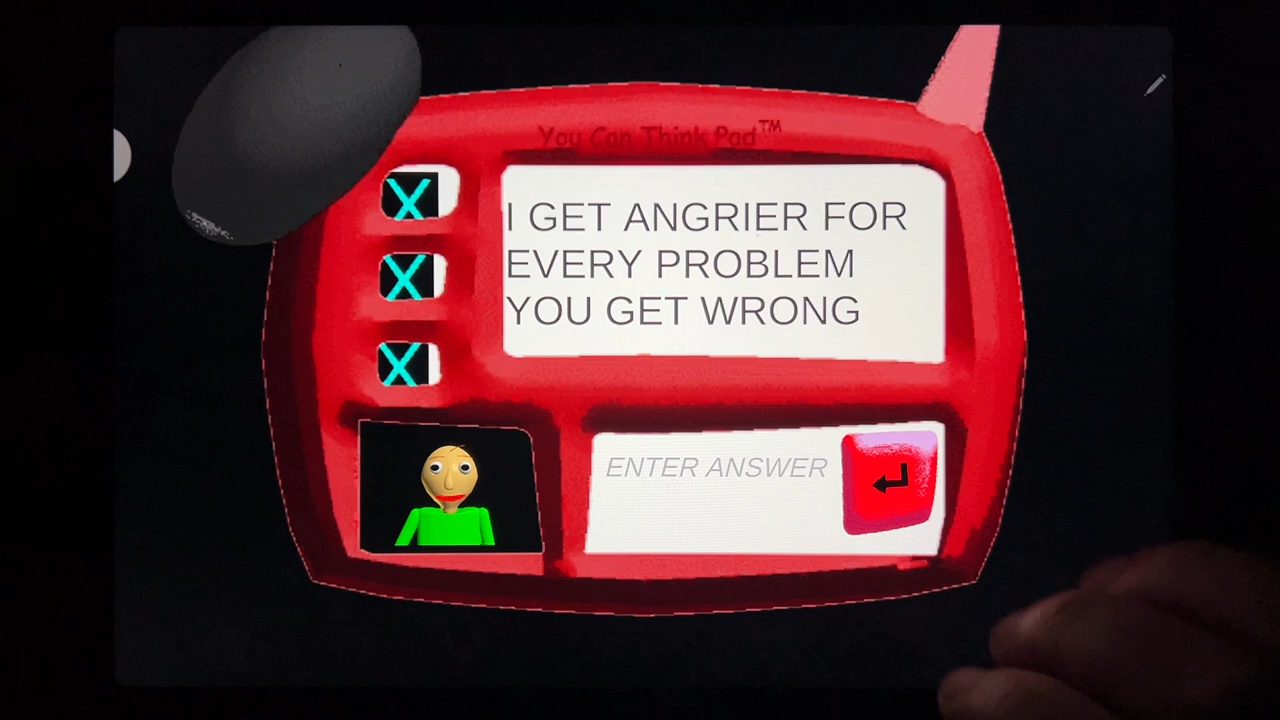 You Can Think Pad™
I GET ANGRIER FOR
EVERY PROBLEM
YOU GET WRONG
ENTER ANSWER